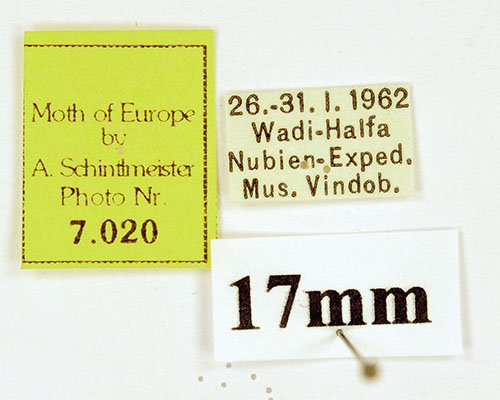 Moth of Europe
by
A. Schintlmeister
Photo Nr.
7.020
26.-31. I. 1962
Wadi-Halfa
Nubien-Exped.
Mus. Vindob.
17mm